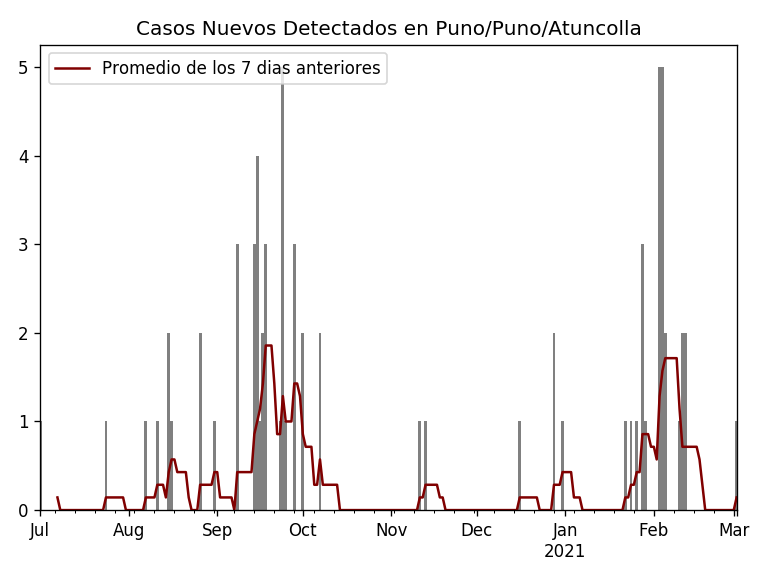 Casos Nuevos Detectados en Puno/Puno/Atuncolla
Promedio de los 7 dias anteriores
5
4
3
2
1
0
Jul Aug Sep Oct Nov Dec Jan Feb Mar
2021